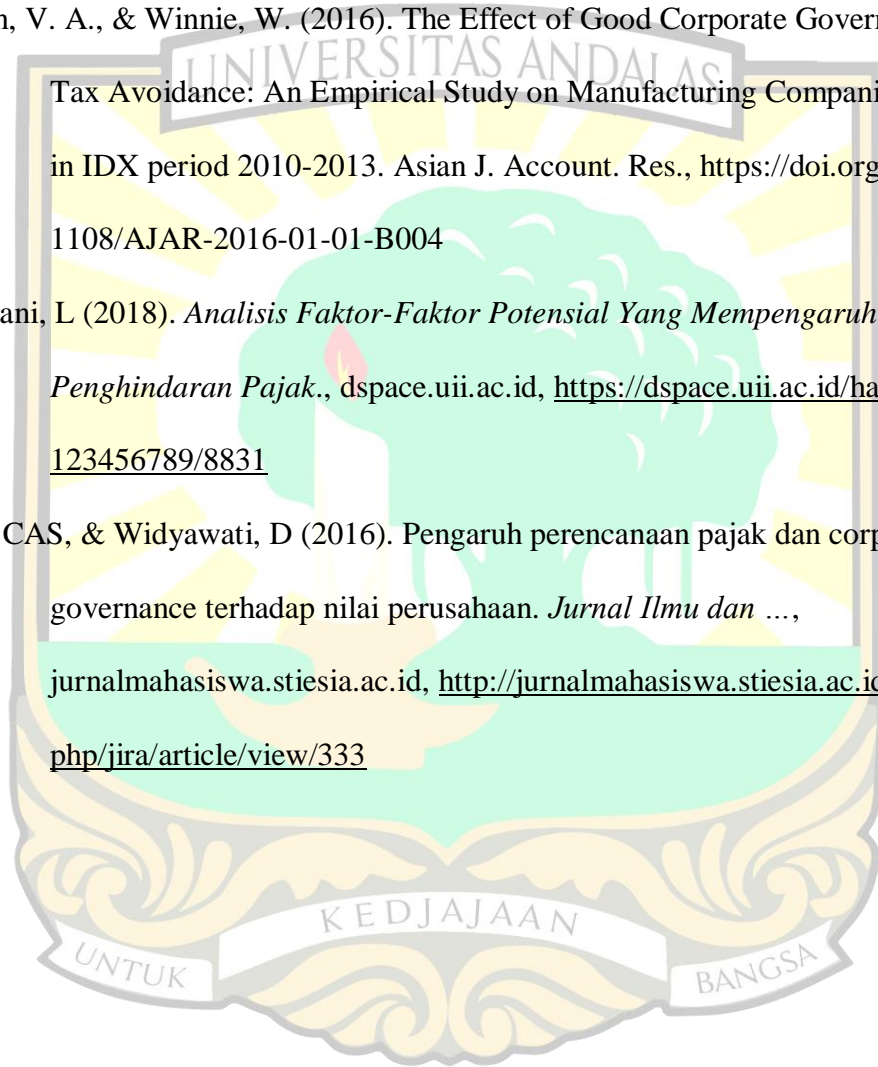 n, V. A., & Winnie, W. (2016). The Effect of Good Corporate Govern
UNIVERSITAS ANDALAS
Tax Avoidance: An Empirical Study on Manufacturing Compani
in IDX period 2010-2013. Asian J. Account. Res., https://doi.org
1108/AJAR-2016-01-01-B004
ani, L (2018). Analisis Faktor-Faktor Potensial Yang Mempengaruh
Penghindaran Pajak., dspace.uii.ac.id, https://dspace.uii.ac.id/ha
123456789/8831
CAS, & Widyawati, D (2016). Pengaruh perencanaan pajak dan corp
governance terhadap nilai perusahaan. Jurnal Ilmu dan …,
jurnalmahasiswa.stiesia.ac.id, http://jurnalmahasiswa.stiesia.ac.id
php/jira/article/view/333
UNTUK KEDJAJAAN BANGSA